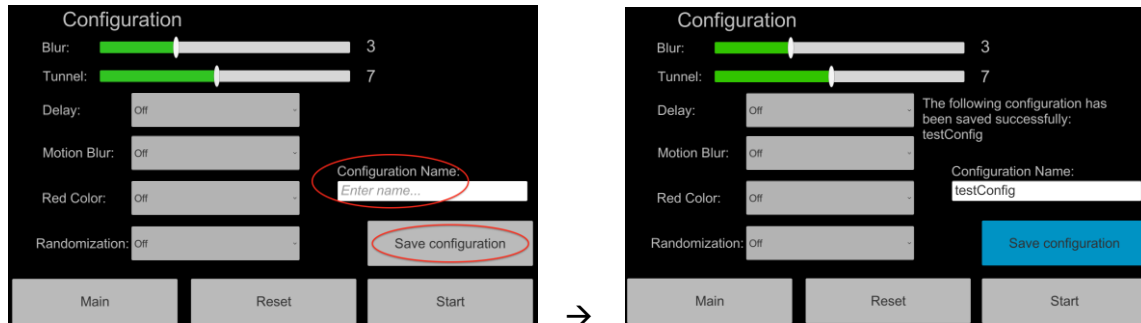 Configuration
Blur: 3
Tunnel: 7
Delay: Off
Motion Blur: Off
Configuration Name:
Enter name...
Red Color: Off
Randomization: Off
Save configuration
Main Reset Start
→
Configuration
Blur: 3
Tunnel: 7
Delay: Off
The following configuration has
been saved successfully:
testConfig
Motion Blur: Off
Configuration Name:
testConfig
Red Color: Off
Randomization: Off
Save configuration
Main Reset Start